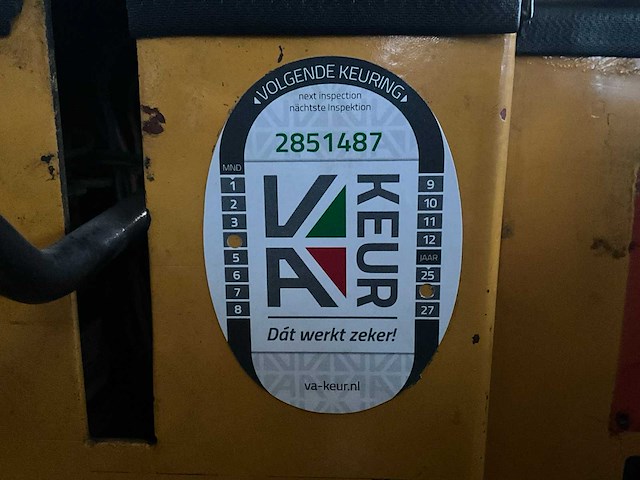 VOLGENDE KEURING
next inspection
nächtste Inspektion
2851487
MND
1
2
3
5
6
7
8
VA
KEUR
9
10
11
12
JAAR
25
27
Dát werkt zeker!
va-keur.nl